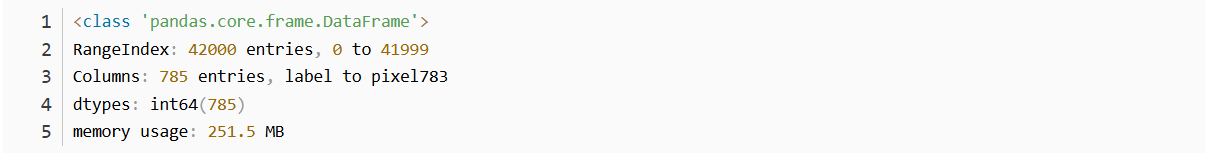 1 <class 'pandas.core.frame.DataFrame'>
2 RangeIndex: 42000 entries, 0 to 41999
3 Columns: 785 entries, label to pixel783
4 dtypes: int64(785)
5 memory usage: 251.5 MB